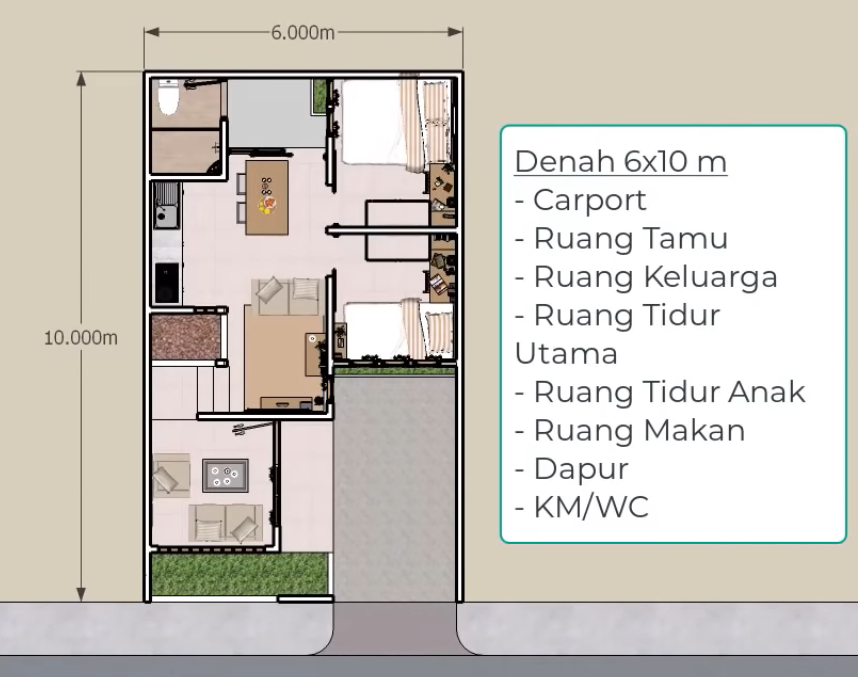 6.000m
10.000m
Denah 6x10 m
- Carport
- Ruang Tamu
- Ruang Keluarga
- Ruang Tidur
Utama
- Ruang Tidur Anak
- Ruang Makan
- Dapur
- KM/WC